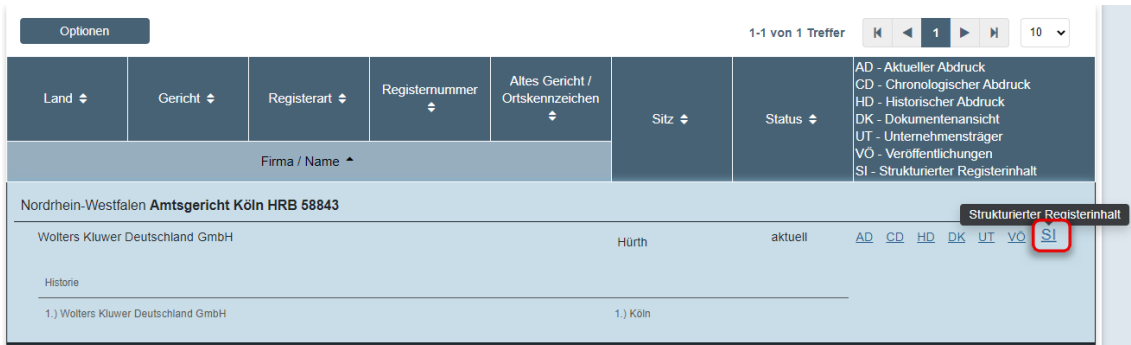 Optionen
1-1 von 1 Treffer
1
10
Land
Gericht
Registerart
Registernummer
Altes Gericht /
Ortskennzeichen
Sitz
Status
AD - Aktueller Abdruck
CD - Chronologischer Abdruck
HD - Historischer Abdruck
DK - Dokumentenansicht
UT - Unternehmensträger
VÖ - Veröffentlichungen
SI - Strukturierter Registerinhalt
Firma / Name
Nordrhein-Westfalen Amtsgericht Köln HRB 58843
Strukturierter Registerinhalt
Wolters Kluwer Deutschland GmbH
Hürth
aktuell
AD CD HD DK UT VÖ SI
Historie
1.) Wolters Kluwer Deutschland GmbH
1.) Köln